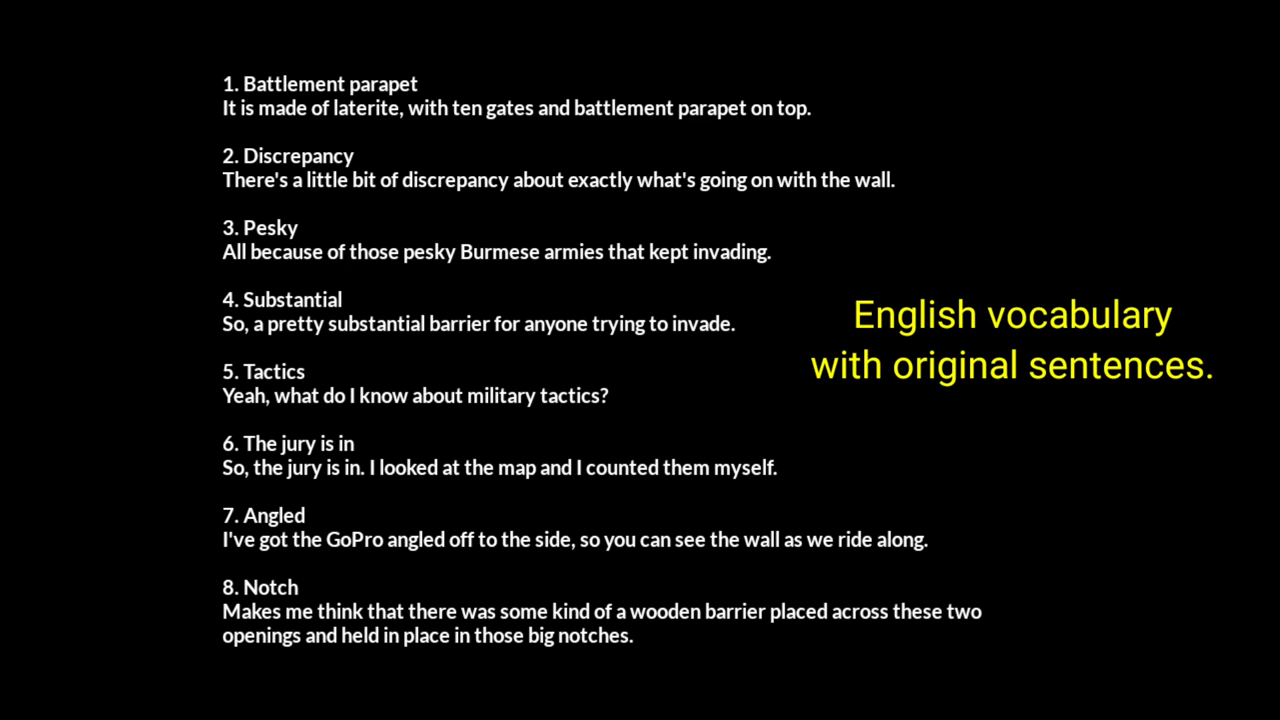 1. Battlement parapet
It is made of laterite, with ten gates and battlement parapet on top.
2. Discrepancy
There's a little bit of discrepancy about exactly what's going on with the wall.
3. Pesky
All because of those pesky Burmese armies that kept invading.
4. Substantial
So, a pretty substantial barrier for anyone trying to invade.
5. Tactics
Yeah, what do I know about military tactics?
6. The jury is in
So, the jury is in. I looked at the map and I counted them myself.
7. Angled
I've got the GoPro angled off to the side, so you can see the wall as we ride along.
8. Notch
Makes me think that there was some kind of a wooden barrier placed across these two
openings and held in place in those big notches.
English vocabulary
with original sentences.